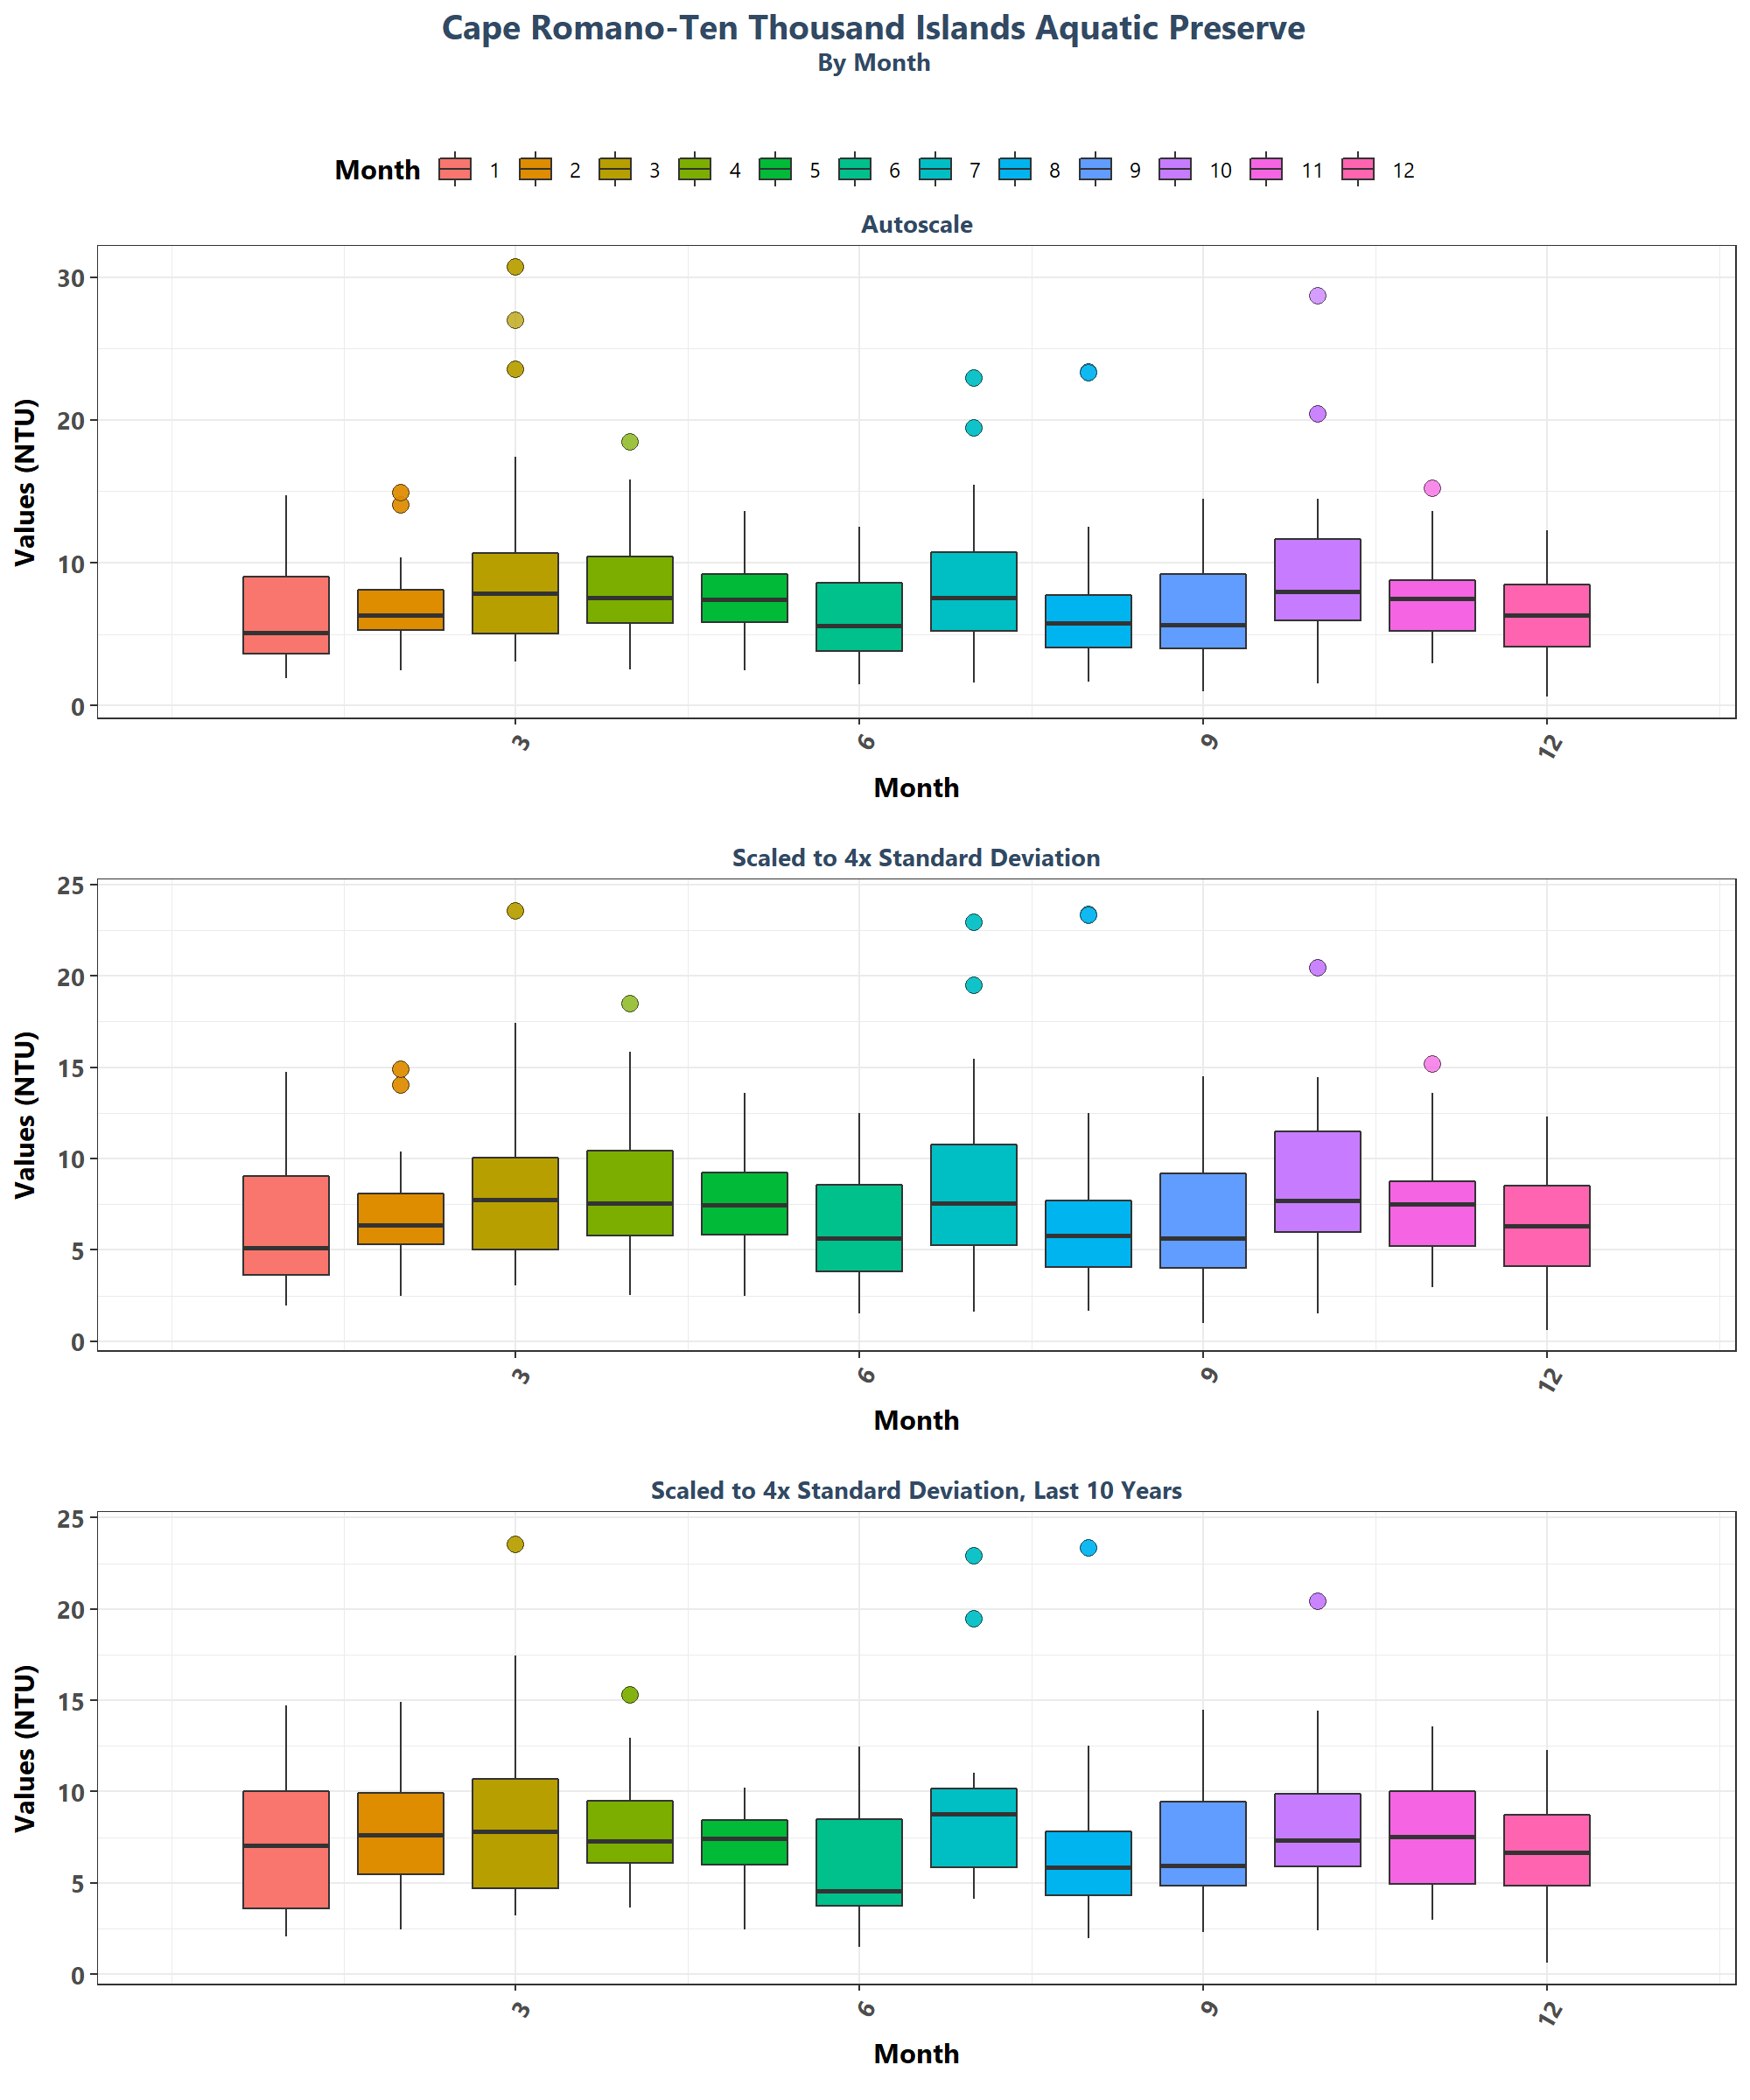 Cape Romano-Ten Thousand Islands Aquatic Preserve
By Month
Month 1 2 3 4 5 6 7 8 9 10 11 12
Autoscale
Values (NTU)
30
20
10
0
3 6 9 12
Month
Scaled to 4x Standard Deviation
Values (NTU)
25
20
15
10
5
0
3 6 9 12
Month
Scaled to 4x Standard Deviation, Last 10 Years
Values (NTU)
25
20
15
10
5
0
3 6 9 12
Month